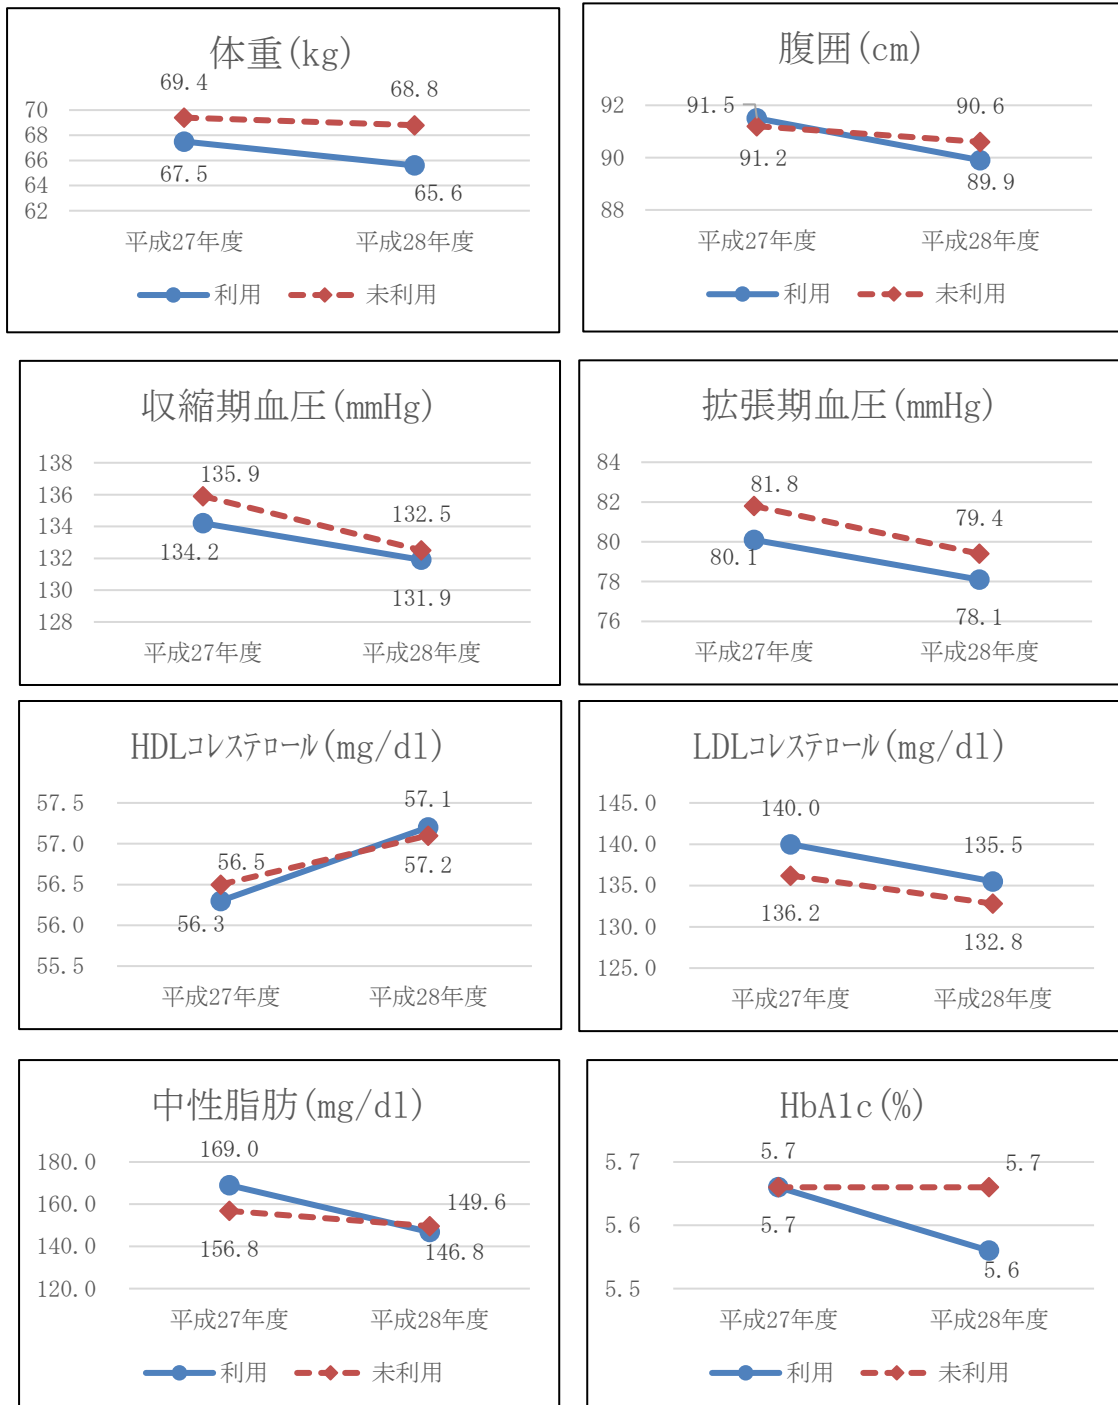 体重(kg)
69.4
68.8
70
68
66
64
62
67.5
65.6
平成27年度
平成28年度
利用
未利用
腹囲(cm)
91.5
90.6
92
90
88
91.2
89.9
平成27年度
平成28年度
利用
未利用
収縮期血圧(mmHg)
138
136
134
132
130
128
135.9
132.5
134.2
131.9
平成27年度
平成28年度
拡張期血圧(mmHg)
84
82
80
78
76
81.8
79.4
80.1
78.1
平成27年度
平成28年度
HDLコレステロール(mg/dl)
57.5
57.0
56.5
56.0
55.5
57.1
56.5
57.2
56.3
平成27年度
平成28年度
LDLコレステロール(mg/dl)
145.0
140.0
135.0
130.0
125.0
140.0
135.5
136.2
132.8
平成27年度
平成28年度
中性脂肪(mg/dl)
180.0
160.0
140.0
120.0
169.0
149.6
156.8
146.8
平成27年度
平成28年度
利用
未利用
HbA1c(%)
5.7
5.6
5.5
5.7
5.7
5.7
5.6
平成27年度
平成28年度
利用
未利用